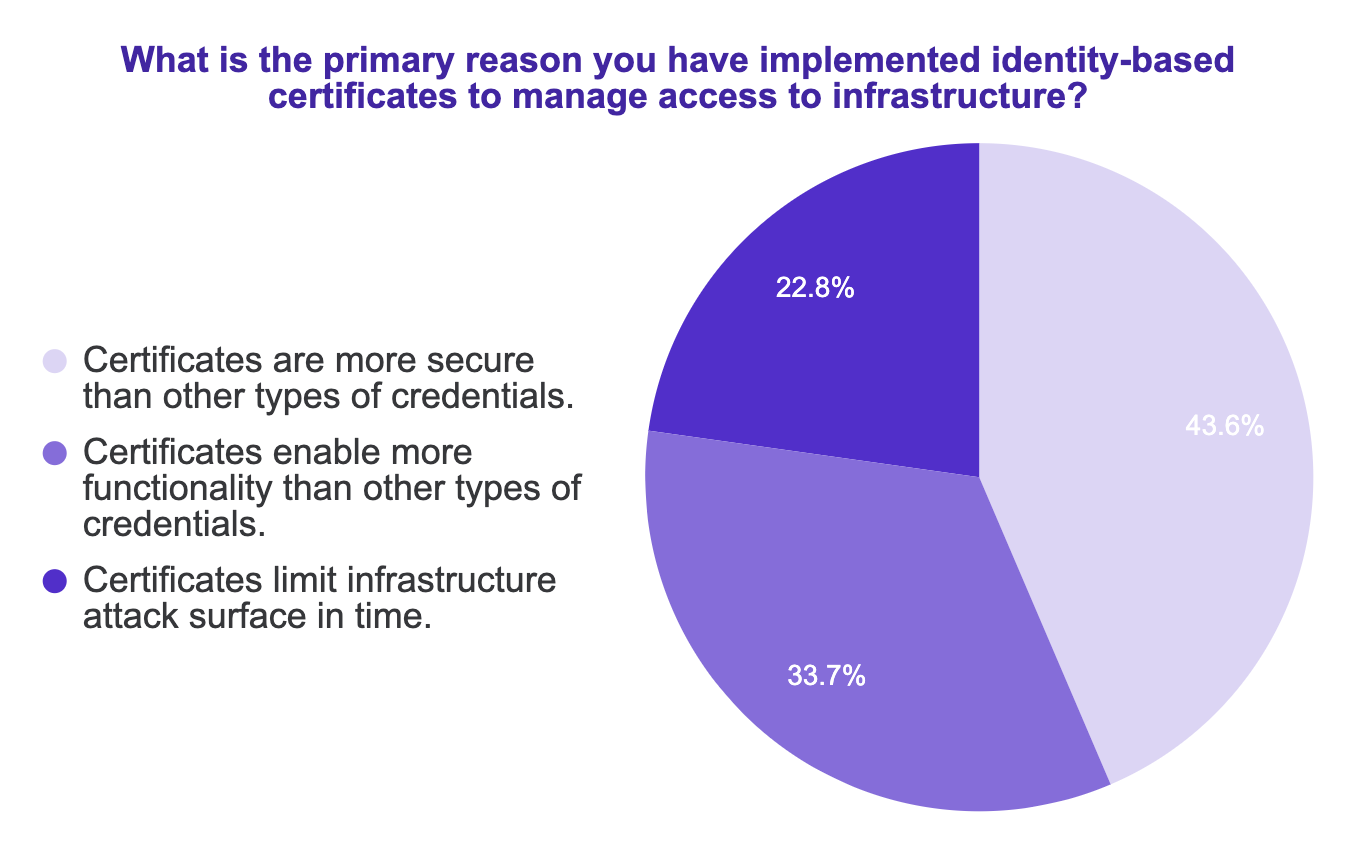 What is the primary reason you have implemented identity-based
certificates to manage access to infrastructure?
22.8%
43.6%
Certificates are more secure
than other types of credentials.
Certificates enable more
functionality than other types of
credentials.
Certificates limit infrastructure
attack surface in time.
33.7%